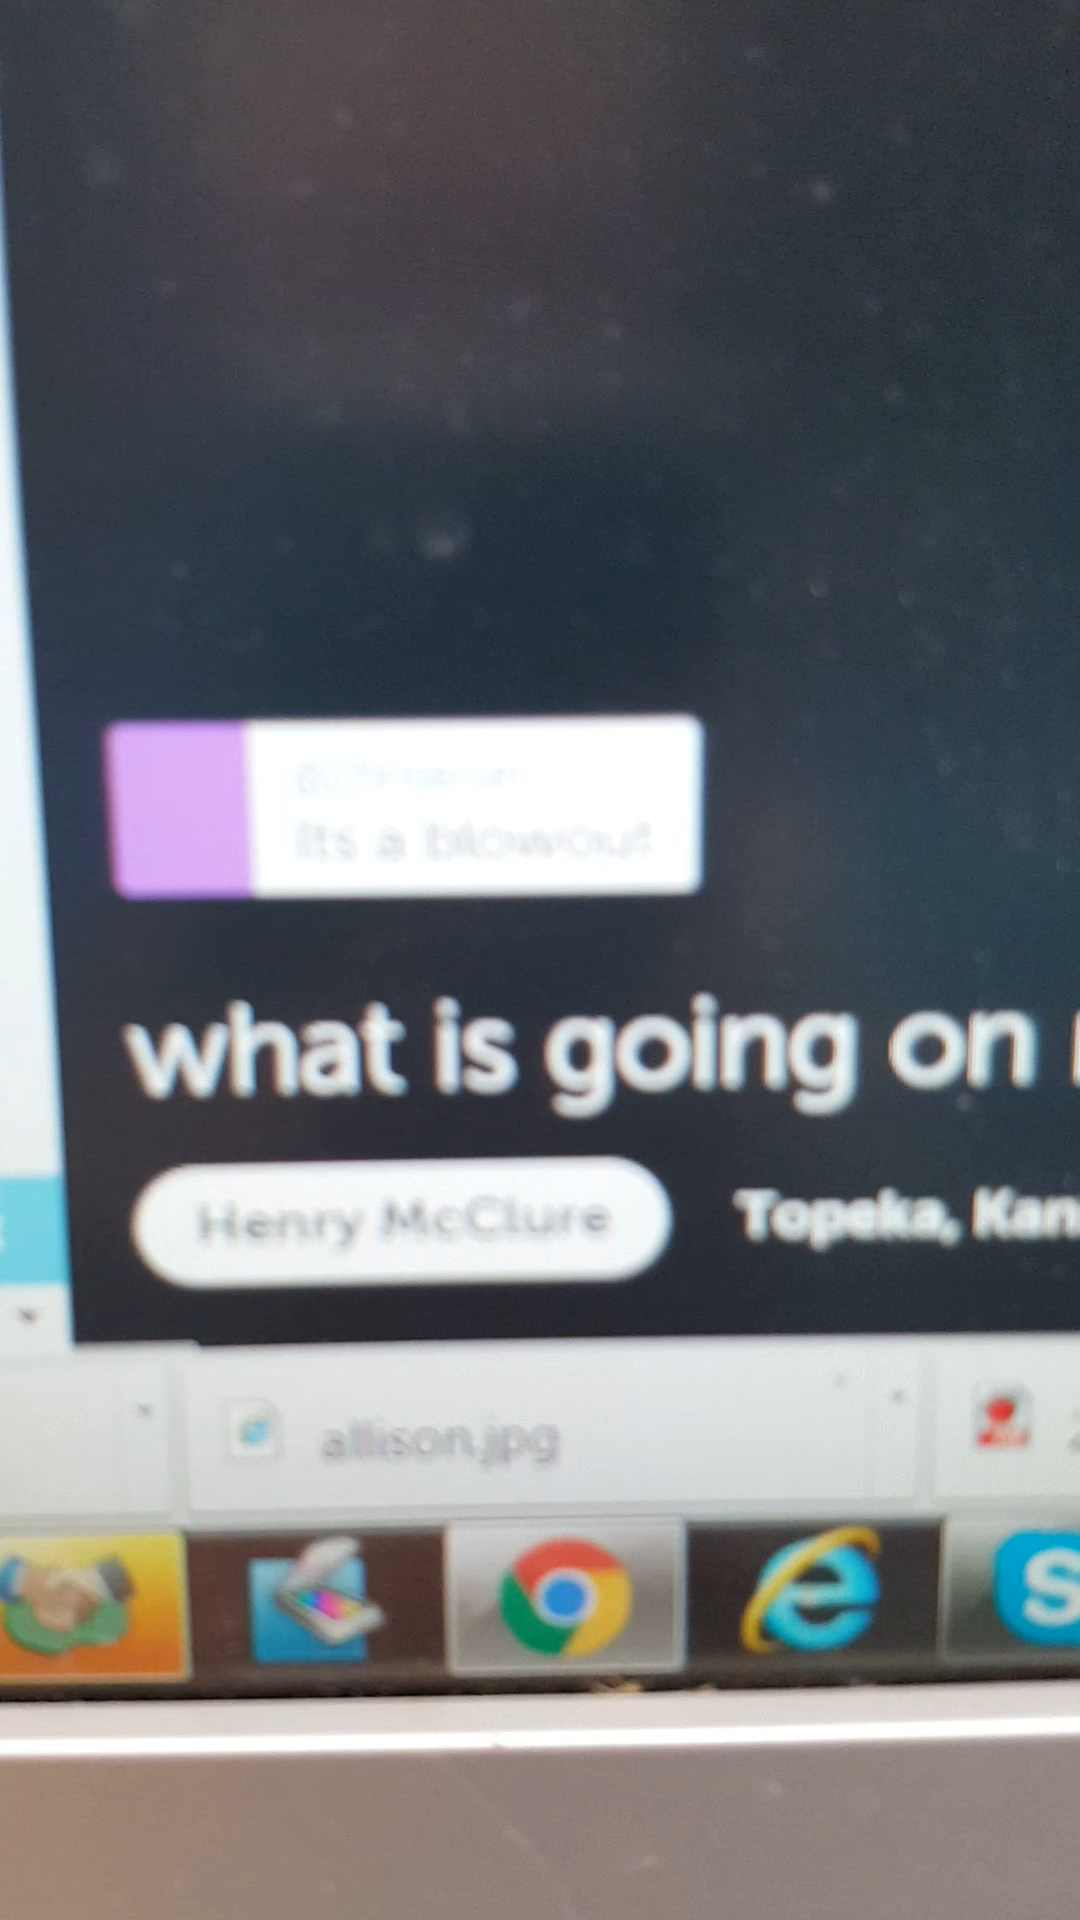 Its a blowout
what is going on
Henry McClure
Topeka, Kan
allison.jpg
S